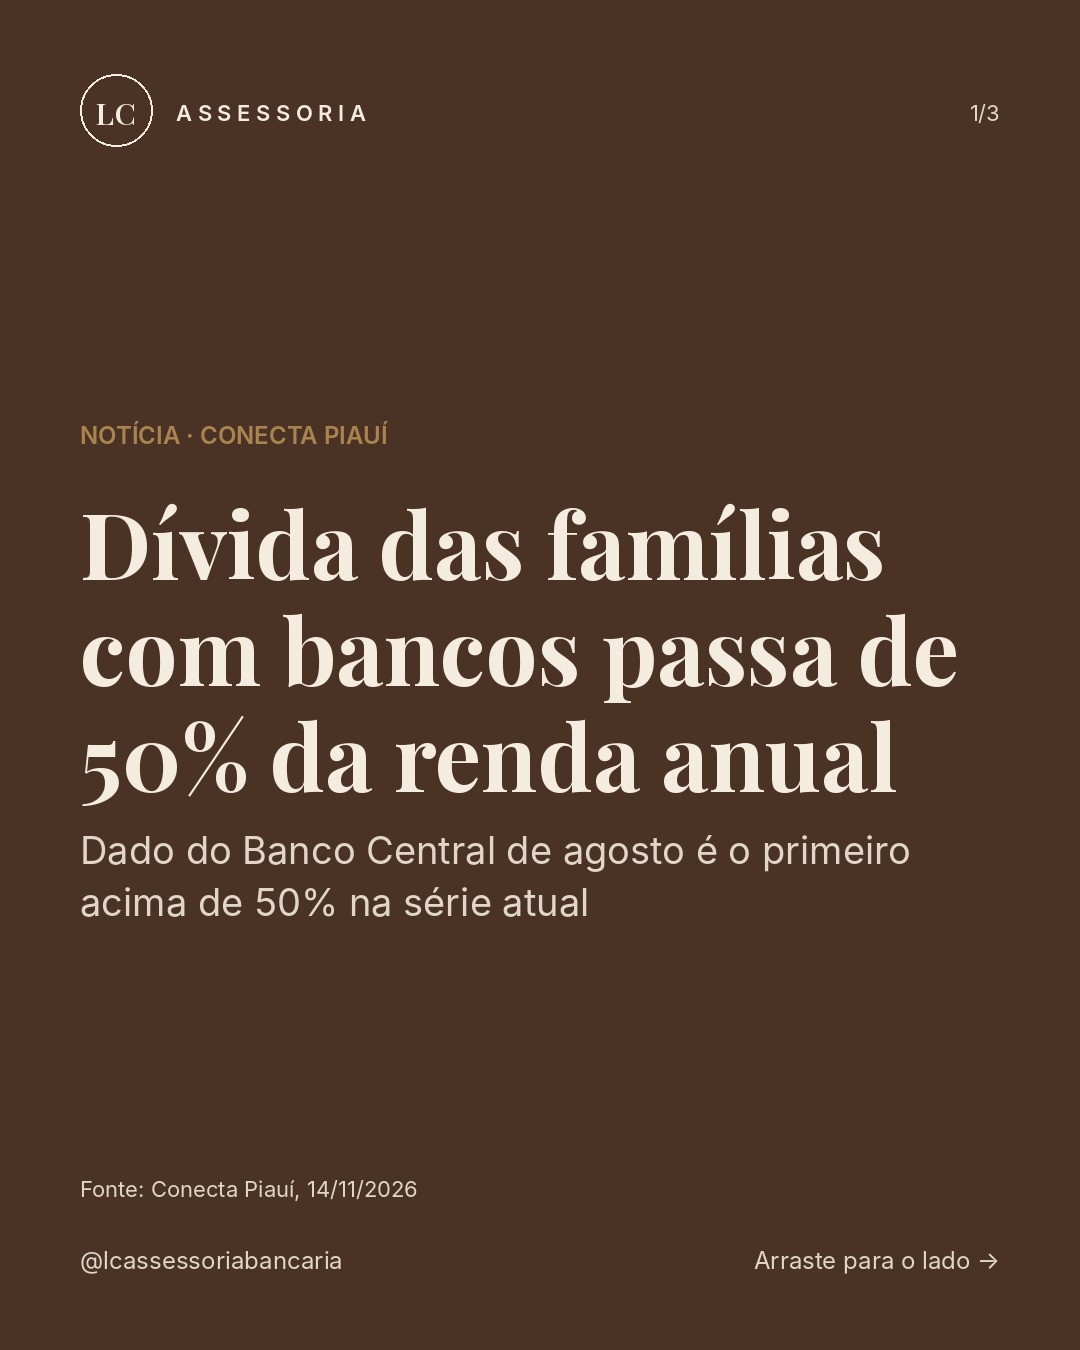 LC ASSESSORIA
1/3
NOTÍCIA · CONECTA PIAUÍ
Dívida das famílias
com bancos passa de
50% da renda anual
Dado do Banco Central de agosto é o primeiro
acima de 50% na série atual
Fonte: Conecta Piauí, 14/11/2026
@lcassessoriabancaria
Arraste para o lado →